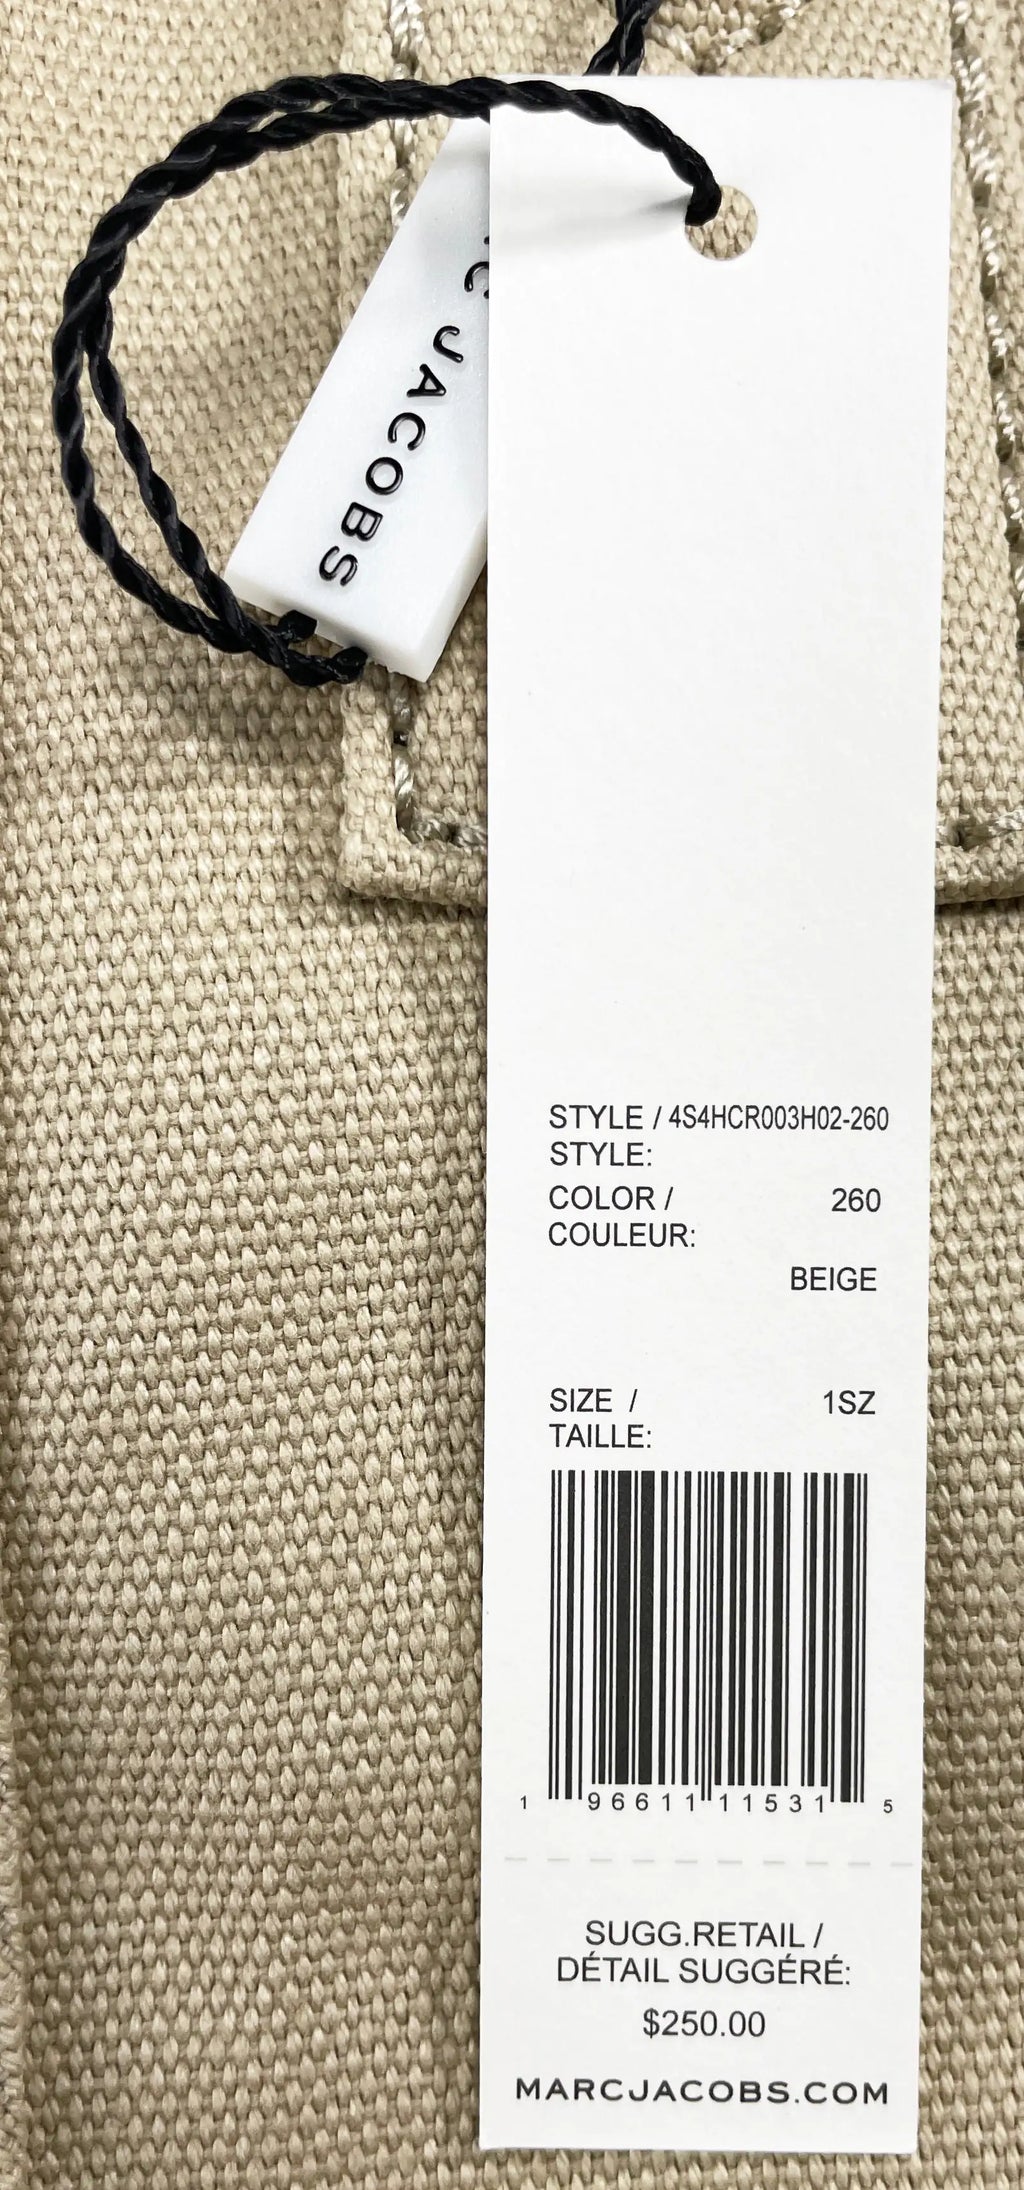 C JACOBS
STYLE / 4S4HCR003H02-260
STYLE:
COLOR / 260
COULEUR:
BEIGE
SIZE / 1SZ
TAILLE:
1 96611 11531 5
SUGG.RETAIL /
DÉTAIL SUGGÉRÉ:
$250.00
MARCJACOBS.COM